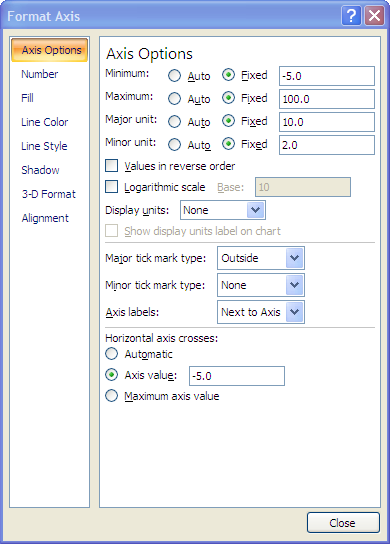 Format Axis
Axis Options
Number
Fill
Line Color
Line Style
Shadow
3-D Format
Alignment
Axis Options
Minimum: Auto Fixed -5.0
Maximum: Auto Fixed 100.0
Major unit: Auto Fixed 10.0
Minor unit: Auto Fixed 2.0
Values in reverse order
Logarithmic scale Base: 10
Display units: None
Show display units label on chart
Major tick mark type: Outside
Minor tick mark type: None
Axis labels: Next to Axis
Horizontal axis crosses:
Automatic
Axis value: -5.0
Maximum axis value
Close